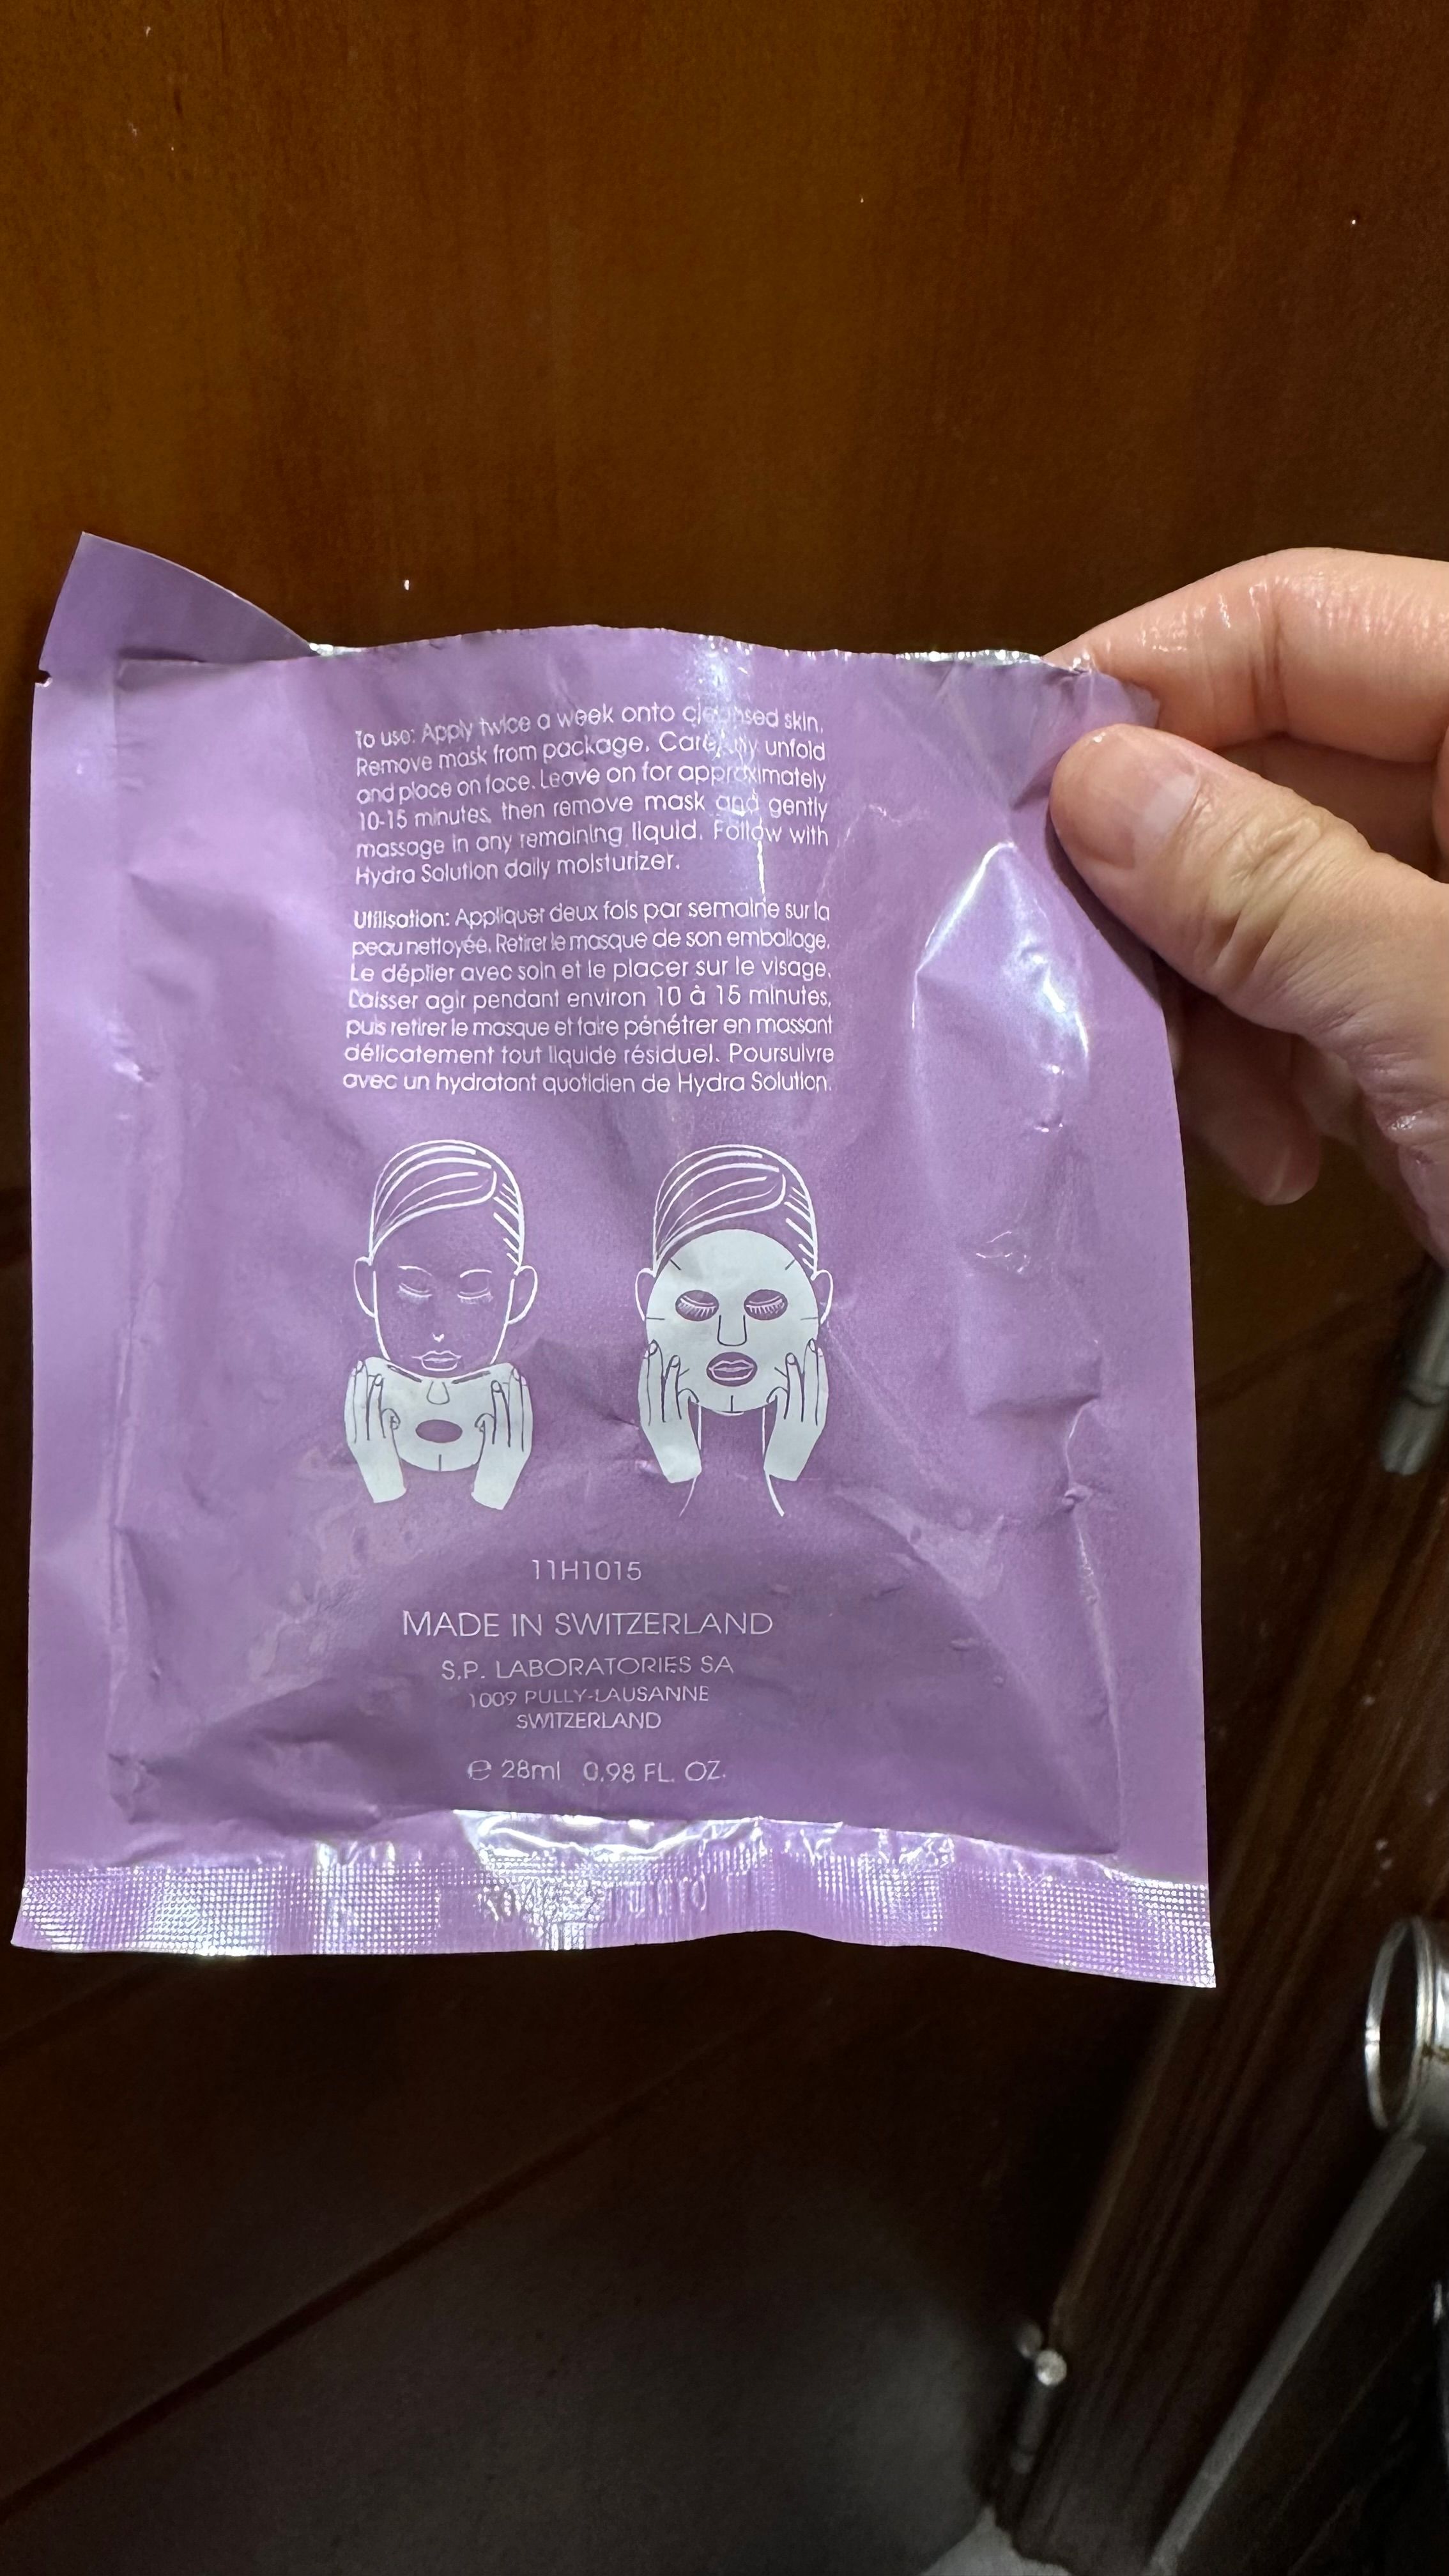 To use: Apply twice a week onto cleansed skin.
Remove mask from package. Carefully unfold
and place on face. Leave on for approximately
10-15 minutes, then remove mask and gently
massage in any remaining liquid. Follow with
Hydra Solution daily moisturizer.
Utilisation: Appliquer deux fois par semaine sur la
peau nettoyée. Retirer le masque de son emballage.
Le déplier avec soin et le placer sur le visage.
Laisser agir pendant environ 10 à 15 minutes,
puis retirer le masque et faire pénétrer en massant
délicatement tout liquide résiduel. Poursuivre
avec un hydratant quotidien de Hydra Solution.
11H1015
MADE IN SWITZERLAND
S.P. LABORATORIES SA
1009 PULLY-LAUSANNE
SWITZERLAND
℮ 28ml 0.98 FL. OZ.